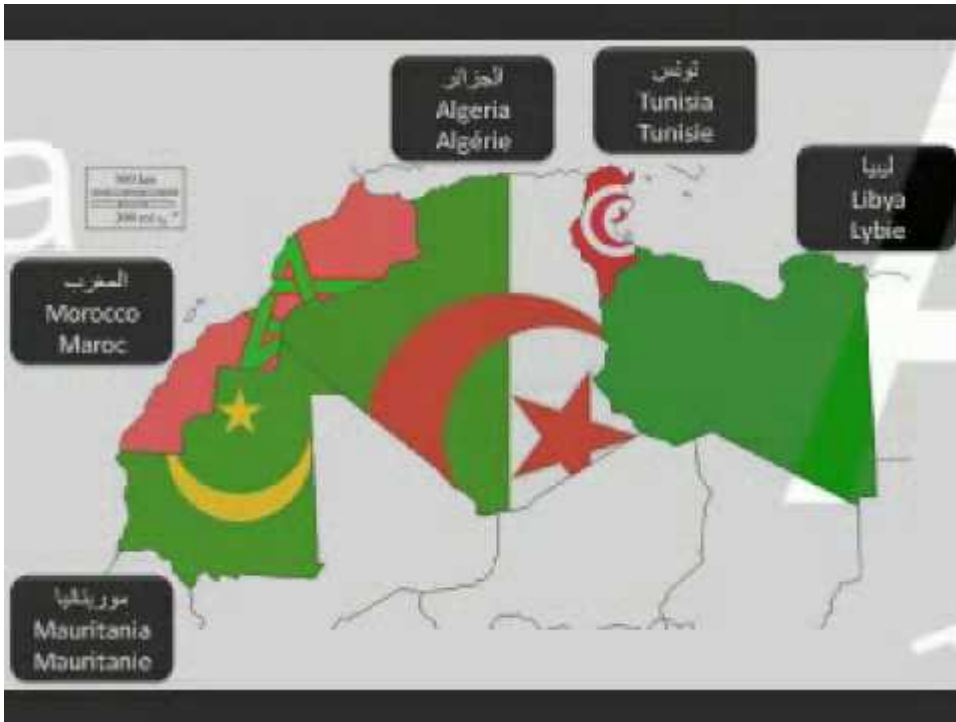 الجزائر
Algeria
Algérie
تونس
Tunisia
Tunisie
ليبيا
Libya
Lybie
المغرب
Morocco
Maroc
موريتانيا
Mauritania
Mauritanie
a